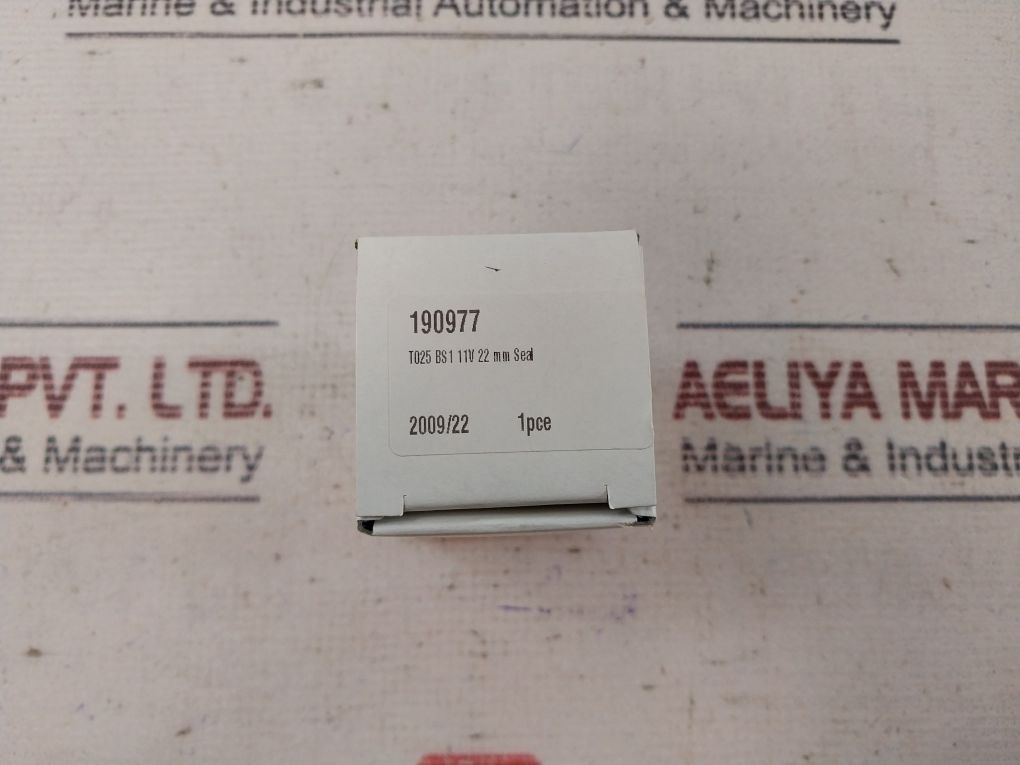 Marine & Industrial Automation & Machinery
190977
T025 BS1 11V 22 mm Seal
2009/22 1pce
PVT. LTD.
& Machinery
AELIYA MAR
Marine & Industr